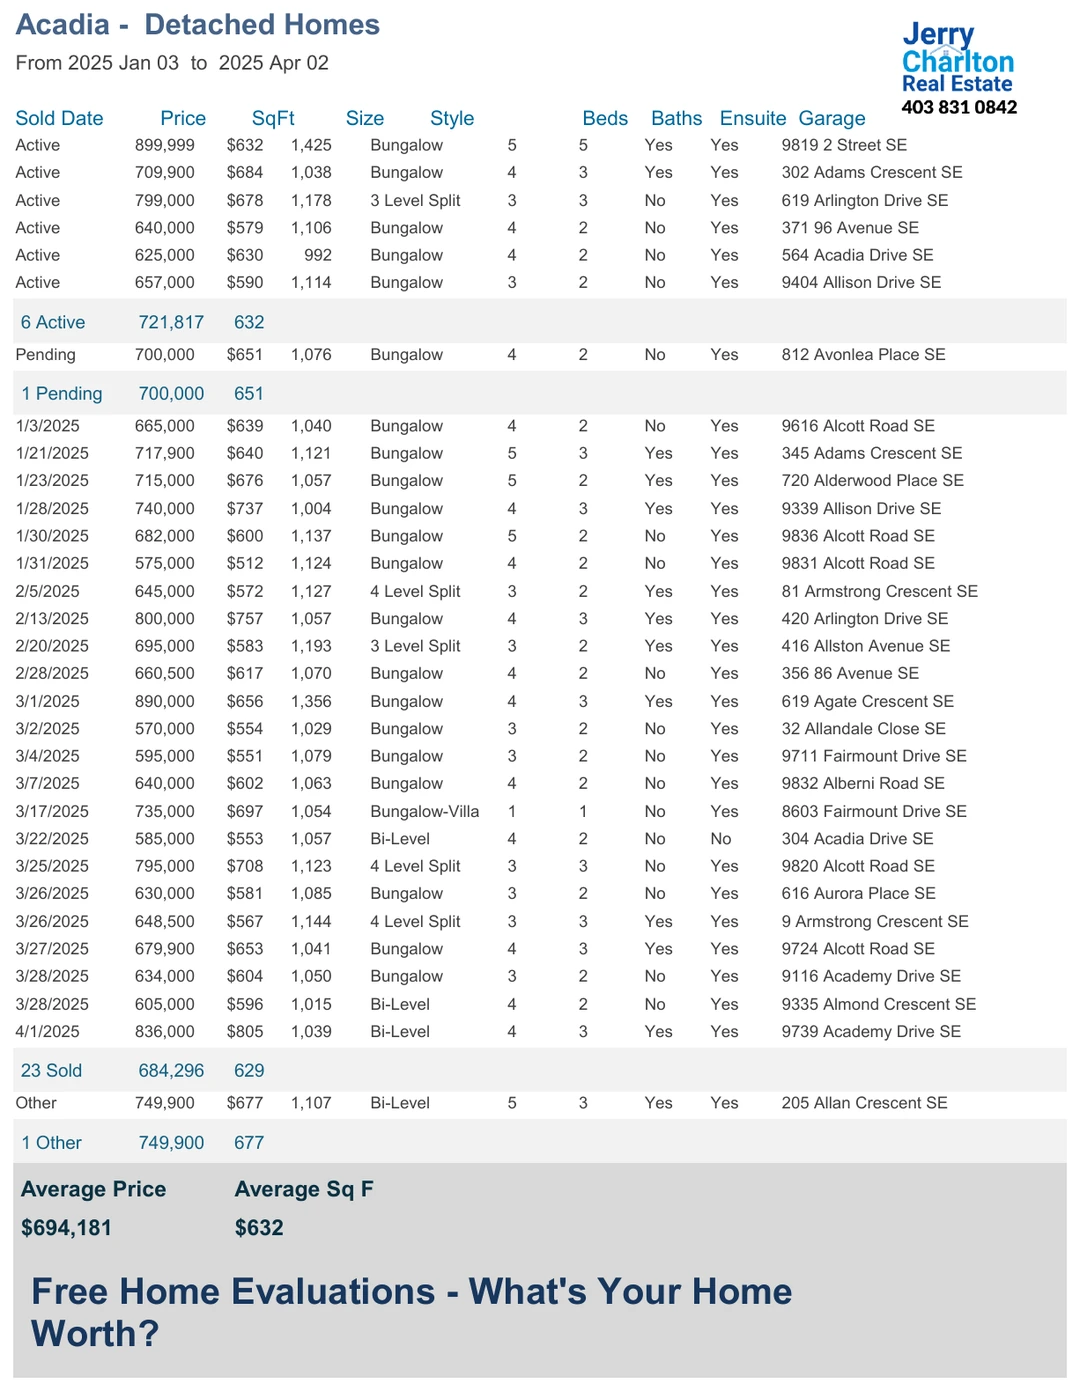 Acadia - Detached Homes
From 2025 Jan 03 to 2025 Apr 02
Jerry
Charlton
Real Estate
403 831 0842
Sold Date Price SqFt Size Style Beds Baths Ensuite Garage
Active 899,999 $632 1,425 Bungalow 5 5 Yes Yes 9819 2 Street SE
Active 709,900 $684 1,038 Bungalow 4 3 Yes Yes 302 Adams Crescent SE
Active 799,000 $678 1,178 3 Level Split 3 3 No Yes 619 Arlington Drive SE
Active 640,000 $579 1,106 Bungalow 4 2 No Yes 371 96 Avenue SE
Active 625,000 $630 992 Bungalow 4 2 No Yes 564 Acadia Drive SE
Active 657,000 $590 1,114 Bungalow 3 2 No Yes 9404 Allison Drive SE
6 Active 721,817 632
Pending 700,000 $651 1,076 Bungalow 4 2 No Yes 812 Avonlea Place SE
1 Pending 700,000 651
1/3/2025 665,000 $639 1,040 Bungalow 4 2 No Yes 9616 Alcott Road SE
1/21/2025 717,900 $640 1,121 Bungalow 5 3 Yes Yes 345 Adams Crescent SE
1/23/2025 715,000 $676 1,057 Bungalow 5 2 Yes Yes 720 Alderwood Place SE
1/28/2025 740,000 $737 1,004 Bungalow 4 3 Yes Yes 9339 Allison Drive SE
1/30/2025 682,000 $600 1,137 Bungalow 5 2 No Yes 9836 Alcott Road SE
1/31/2025 575,000 $512 1,124 Bungalow 4 2 No Yes 9831 Alcott Road SE
2/5/2025 645,000 $572 1,127 4 Level Split 3 2 Yes Yes 81 Armstrong Crescent SE
2/13/2025 800,000 $757 1,057 Bungalow 4 3 Yes Yes 420 Arlington Drive SE
2/20/2025 695,000 $583 1,193 3 Level Split 3 2 Yes Yes 416 Allston Avenue SE
2/28/2025 660,500 $617 1,070 Bungalow 4 2 No Yes 356 86 Avenue SE
3/1/2025 890,000 $656 1,356 Bungalow 4 3 Yes Yes 619 Agate Crescent SE
3/2/2025 570,000 $554 1,029 Bungalow 3 2 No Yes 32 Allandale Close SE
3/4/2025 595,000 $551 1,079 Bungalow 3 2 No Yes 9711 Fairmount Drive SE
3/7/2025 640,000 $602 1,063 Bungalow 4 2 No Yes 9832 Alberni Road SE
3/17/2025 735,000 $697 1,054 Bungalow-Villa 1 1 No Yes 8603 Fairmount Drive SE
3/22/2025 585,000 $553 1,057 Bi-Level 4 2 No No 304 Acadia Drive SE
3/25/2025 795,000 $708 1,123 4 Level Split 3 3 No Yes 9820 Alcott Road SE
3/26/2025 630,000 $581 1,085 Bungalow 3 2 No Yes 616 Aurora Place SE
3/26/2025 648,500 $567 1,144 4 Level Split 3 3 Yes Yes 9 Armstrong Crescent SE
3/27/2025 679,900 $653 1,041 Bungalow 4 3 Yes Yes 9724 Alcott Road SE
3/28/2025 634,000 $604 1,050 Bungalow 3 2 No Yes 9116 Academy Drive SE
3/28/2025 605,000 $596 1,015 Bi-Level 4 2 No Yes 9335 Almond Crescent SE
4/1/2025 836,000 $805 1,039 Bi-Level 4 3 Yes Yes 9739 Academy Drive SE
23 Sold 684,296 629
Other 749,900 $677 1,107 Bi-Level 5 3 Yes Yes 205 Allan Crescent SE
1 Other 749,900 677
Average Price Average Sq F
$694,181 $632
Free Home Evaluations - What's Your Home
Worth?